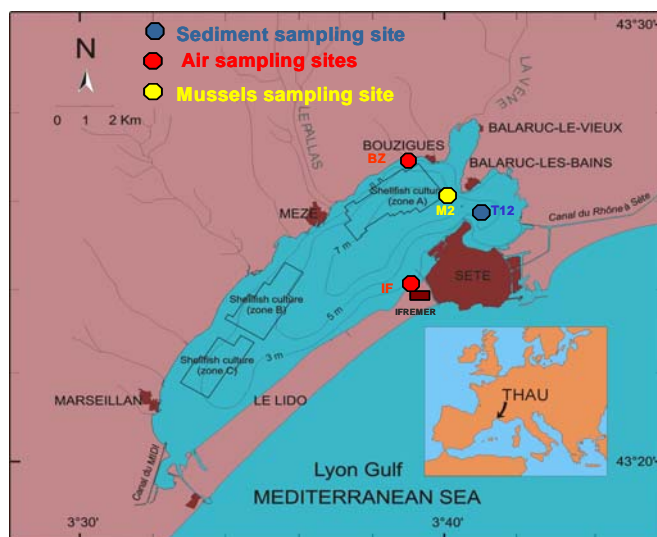 43°30'
Sediment sampling site
Air sampling sites
Mussels sampling site
N
0 1 2 Km
LA VÈNE
LE PALLAS
BALARUC-LE-VIEUX
BOUZIGUES
BZ
BALARUC-LES-BAINS
Shellfish culture
(zone A)
M2
T12
Canal du Rhône à Sète
MEZE
7 m
SETE
IF
IFREMER
Shellfish culture
(zone B)
5 m
3 m
Shellfish culture
(zone C)
THAU
MARSEILLAN
LE LIDO
Canal du MIDI
Lyon Gulf
MEDITERRANEAN SEA
43°20
3°30'
3°40